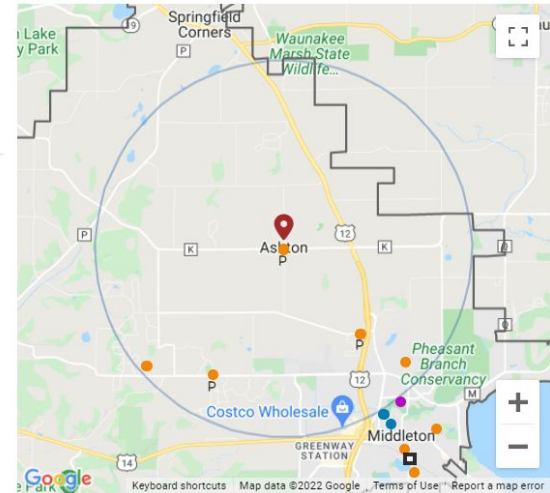 Springfield
Corners
19
P
n Lake
y Park
Waunakee
Marsh State
Wildlife...
P
K
Ashton
P
12
K
P
Pheasant
Branch
Conservancy
P
12
M
Costco Wholesale
Middleton
GREENWAY
STATION
14
Google
e Park
Keyboard shortcuts
Map data ©2022 Google
Terms of Use
Report a map error